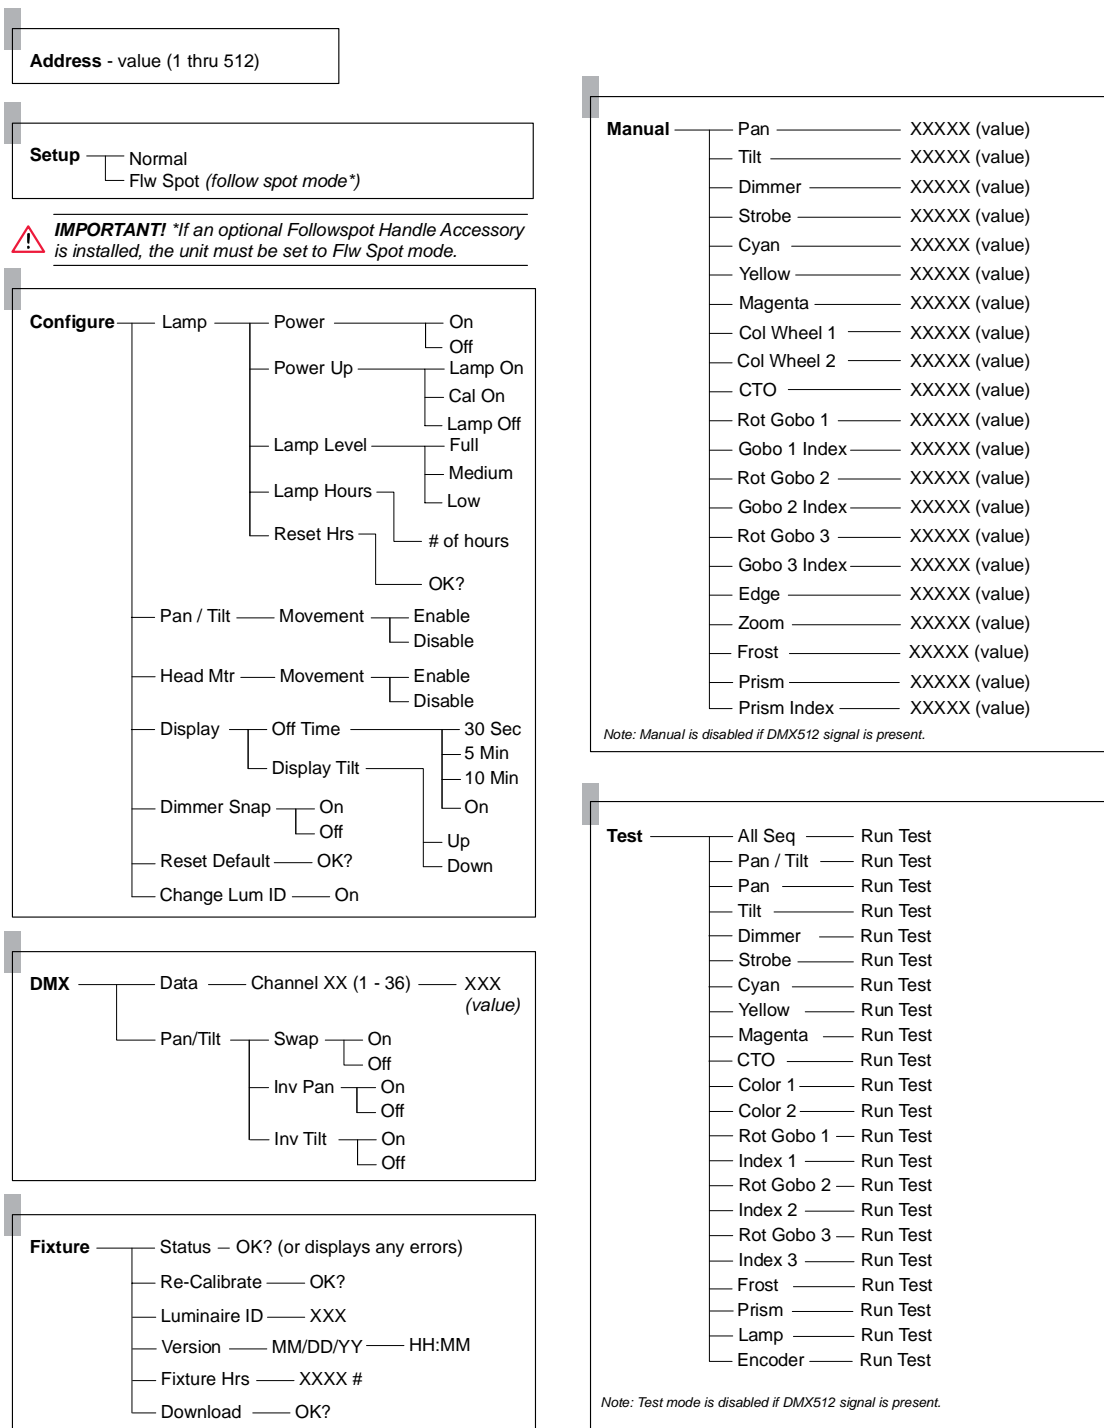 Address - value (1 thru 512)
Setup
Normal
Flw Spot (follow spot mode*)
IMPORTANT! *If an optional Followspot Handle Accessory
is installed, the unit must be set to Flw Spot mode.
Configure Lamp Power On
Off
Power Up Lamp On
Cal On
Lamp Off
Lamp Level Full
Medium
Lamp Hours Low
Reset Hrs # of hours
OK?
Pan / Tilt Movement Enable
Disable
Head Mtr Movement Enable
Disable
Display Off Time 30 Sec
5 Min
Display Tilt 10 Min
Dimmer Snap On On
Off Up
Reset Default OK? Down
Change Lum ID On
DMX Data Channel XX (1 - 36) XXX
(value)
Pan/Tilt Swap On
Off
Inv Pan On
Off
Inv Tilt On
Off
Fixture Status OK? (or displays any errors)
Re-Calibrate OK?
Luminaire ID XXX
Version MM/DD/YY HH:MM
Fixture Hrs XXXX #
Download OK?
Manual Pan XXXXX (value)
Tilt XXXXX (value)
Dimmer XXXXX (value)
Strobe XXXXX (value)
Cyan XXXXX (value)
Yellow XXXXX (value)
Magenta XXXXX (value)
Col Wheel 1 XXXXX (value)
Col Wheel 2 XXXXX (value)
CTO XXXXX (value)
Rot Gobo 1 XXXXX (value)
Gobo 1 Index XXXXX (value)
Rot Gobo 2 XXXXX (value)
Gobo 2 Index XXXXX (value)
Rot Gobo 3 XXXXX (value)
Gobo 3 Index XXXXX (value)
Edge XXXXX (value)
Zoom XXXXX (value)
Frost XXXXX (value)
Prism XXXXX (value)
Prism Index XXXXX (value)
Note: Manual is disabled if DMX512 signal is present.
Test All Seq Run Test
Pan / Tilt Run Test
Pan Run Test
Tilt Run Test
Dimmer Run Test
Strobe Run Test
Cyan Run Test
Yellow Run Test
Magenta Run Test
CTO Run Test
Color 1 Run Test
Color 2 Run Test
Rot Gobo 1 Run Test
Index 1 Run Test
Rot Gobo 2 Run Test
Index 2 Run Test
Rot Gobo 3 Run Test
Index 3 Run Test
Frost Run Test
Prism Run Test
Lamp Run Test
Encoder Run Test
Note: Test mode is disabled if DMX512 signal is present.